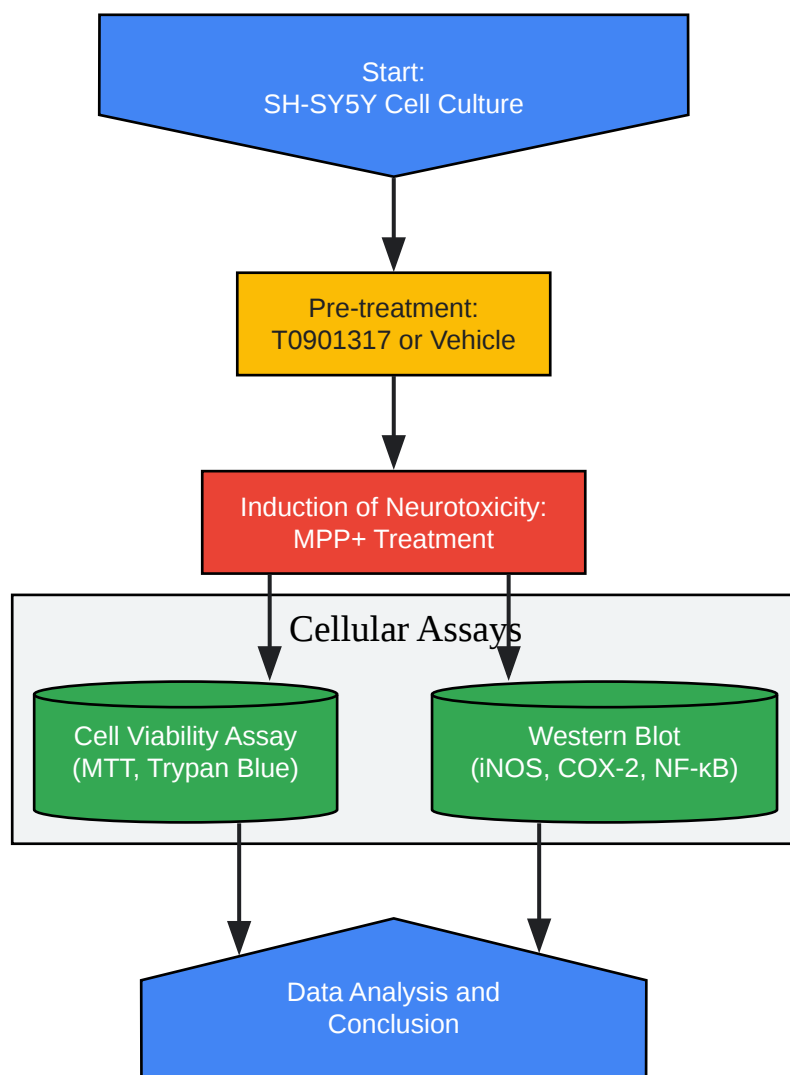 Start:
SH-SY5Y Cell Culture
Pre-treatment:
T0901317 or Vehicle
Induction of Neurotoxicity:
MPP+ Treatment
Cellular Assays
Cell Viability Assay
(MTT, Trypan Blue)
Western Blot
(iNOS, COX-2, NF-κB)
Data Analysis and
Conclusion